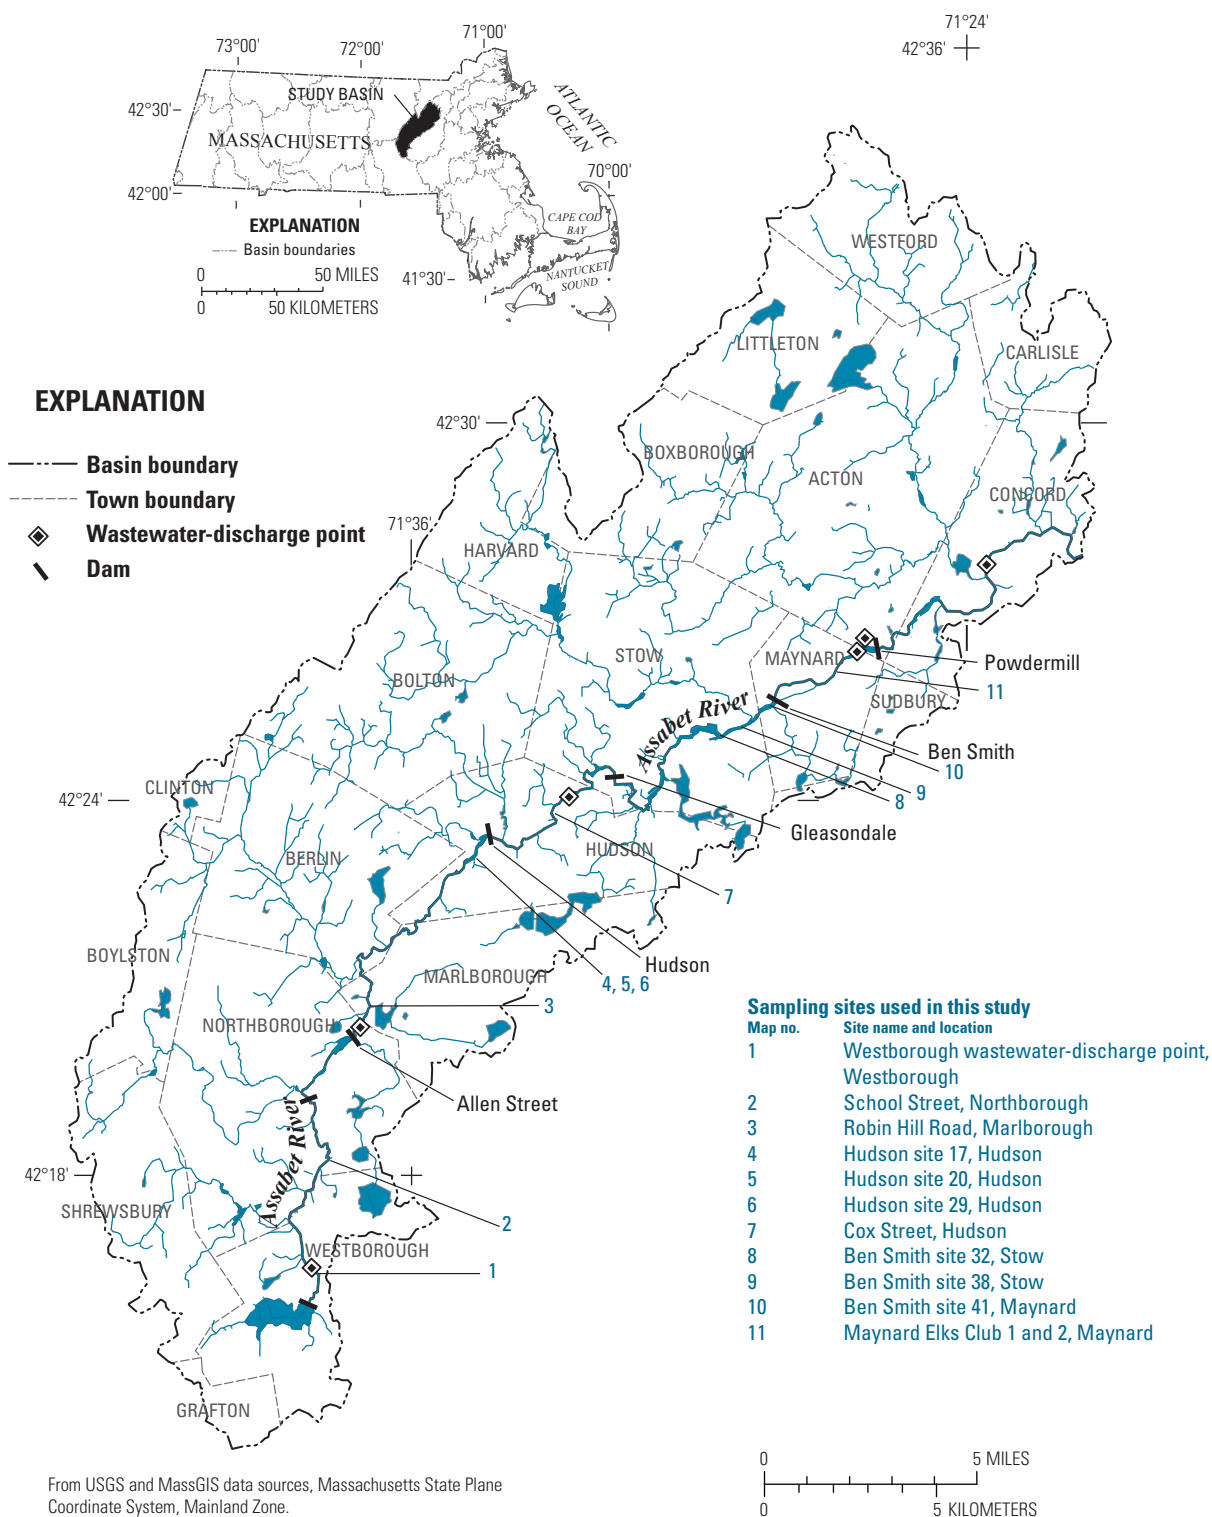 71°24'
42°36'
73°00'
72°00'
71°00'
STUDY BASIN
42°30'
MASSACHUSETTS
ATLANTIC
OCEAN
42°00'
70°00'
EXPLANATION
Basin boundaries
CAPE COD
BAY
0 50 MILES
0 50 KILOMETERS
41°30'
NANTUCKET
SOUND
WESTFORD
LITTLETON
CARLISLE
EXPLANATION
Basin boundary
Town boundary
Wastewater-discharge point
Dam
42°30'
BOXBOROUGH
ACTON
CONCORD
71°36'
HARVARD
STOW
MAYNARD
Powdermill
11
BOLTON
SUDBURY
Assabet River
Ben Smith
10
9
8
CLINTON
42°24'
Gleasondale
BERLIN
HUDSON
7
BOYLSTON
Hudson
MARLBOROUGH
4, 5, 6
3
NORTHBOROUGH
Allen Street
Assabet River
42°18'
SHREWSBURY
2
WESTBOROUGH
1
GRAFTON
Sampling sites used in this study
Map no. Site name and location
1 Westborough wastewater-discharge point,
Westborough
2 School Street, Northborough
3 Robin Hill Road, Marlborough
4 Hudson site 17, Hudson
5 Hudson site 20, Hudson
6 Hudson site 29, Hudson
7 Cox Street, Hudson
8 Ben Smith site 32, Stow
9 Ben Smith site 38, Stow
10 Ben Smith site 41, Maynard
11 Maynard Elks Club 1 and 2, Maynard
0 5 MILES
0 5 KILOMETERS
From USGS and MassGIS data sources, Massachusetts State Plane
Coordinate System, Mainland Zone.